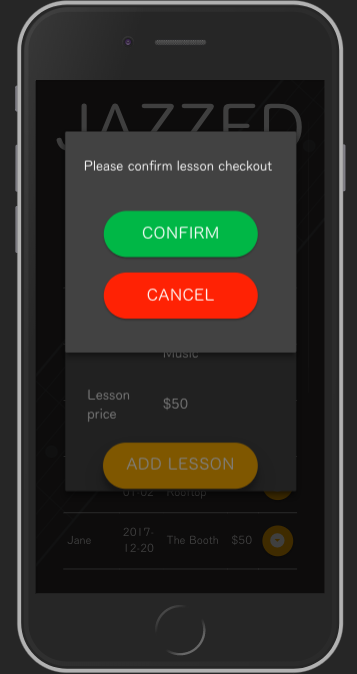 JAZZED
Please confirm lesson checkout
CONFIRM
CANCEL
Music
Lesson
price
$50
ADD LESSON
01-02 Rooftop
Jane 2017-12-20 The Booth $50